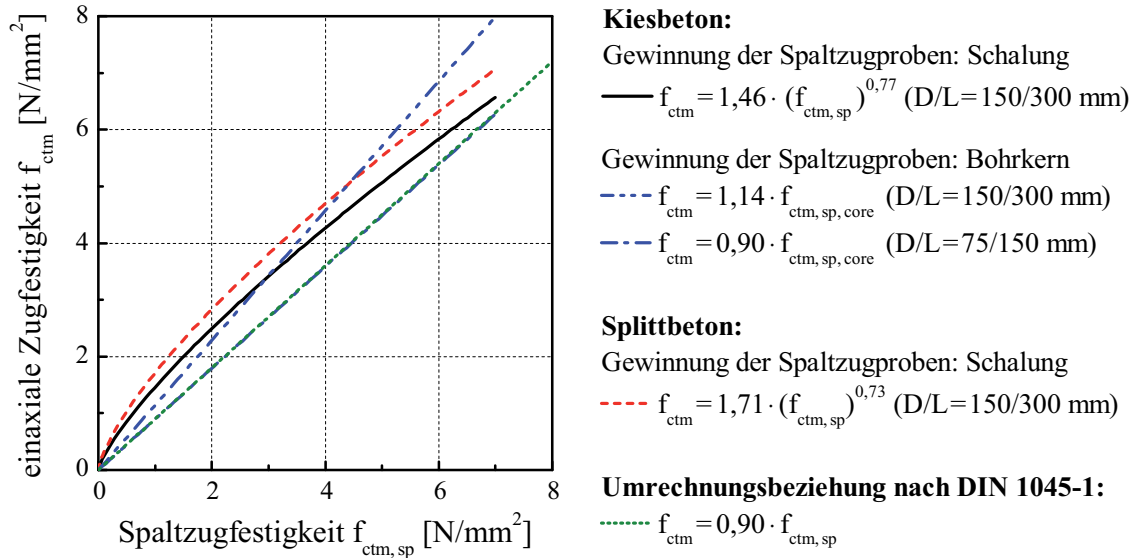 8
6
4
2
0
0
2
4
6
8
einaxiale Zugfestigkeit f_ctm [N/mm²]
Spaltzugfestigkeit f_ctm, sp [N/mm²]
Kiesbeton:
Gewinnung der Spaltzugproben: Schalung
f_ctm = 1,46 · (f_ctm, sp)^0,77 (D/L=150/300 mm)
Gewinnung der Spaltzugproben: Bohrkern
f_ctm = 1,14 · f_ctm, sp, core (D/L=150/300 mm)
f_ctm = 0,90 · f_ctm, sp, core (D/L=75/150 mm)
Splittbeton:
Gewinnung der Spaltzugproben: Schalung
f_ctm = 1,71 · (f_ctm, sp)^0,73 (D/L=150/300 mm)
Umrechnungsbeziehung nach DIN 1045-1:
f_ctm = 0,90 · f_ctm, sp